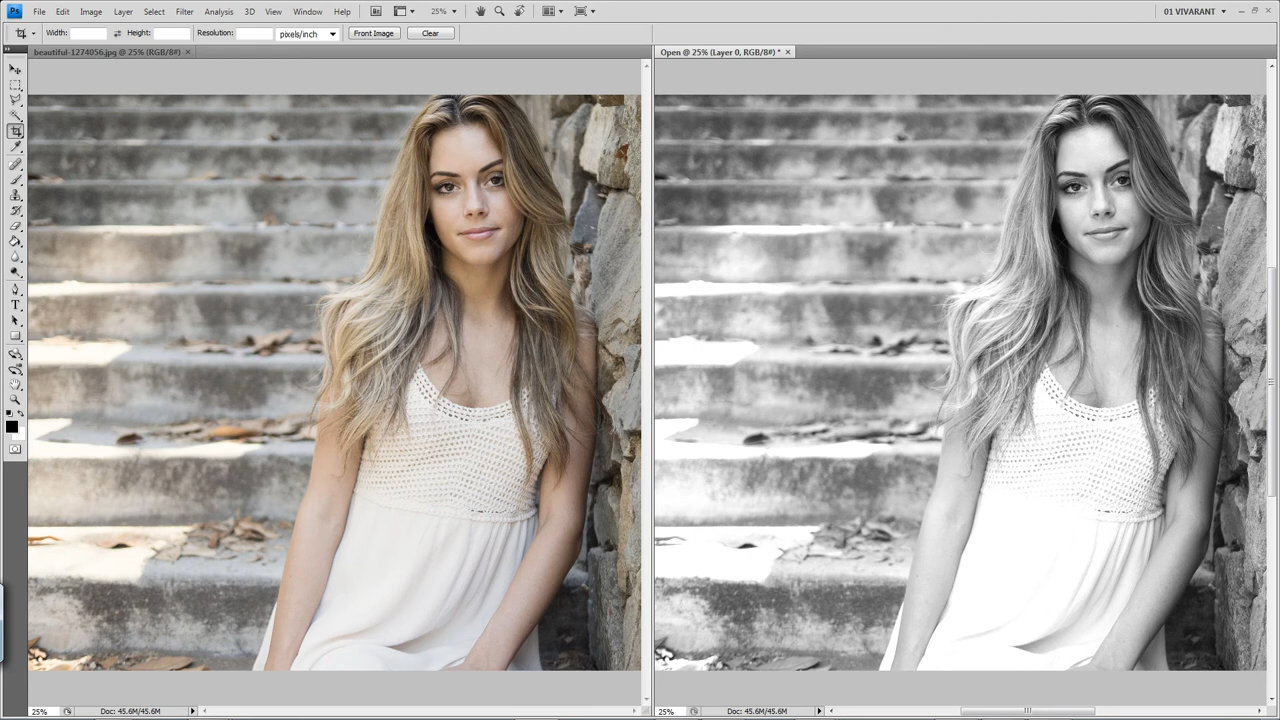 Ps File Edit Image Layer Select Filter Analysis 3D View Window Help Br 25% 01 VIVARANT
Width: Height: Resolution: pixels/inch Front Image Clear
beautiful-1274056.jpg @ 25% (RGB/8#)
Open @ 25% (Layer 0, RGB/8#) *
T
25% Doc: 45.6M/45.6M
25% Doc: 45.6M/45.6M